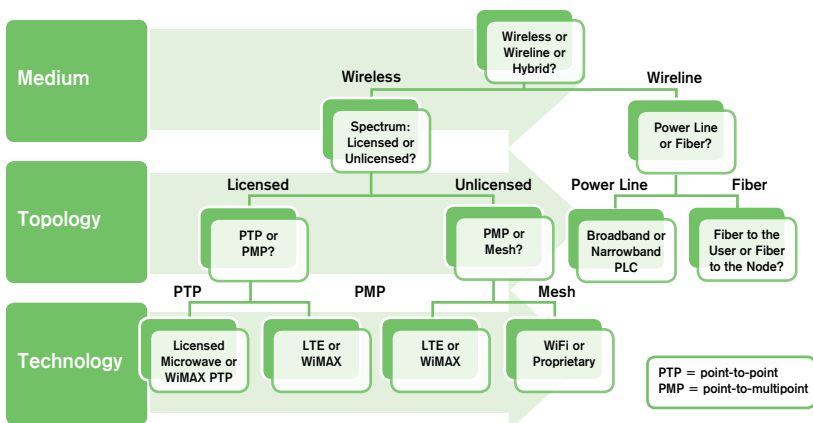 Medium
Wireless or
Wireline or
Hybrid?
Wireless
Wireline
Spectrum:
Licensed or
Unlicensed?
Power Line
or Fiber?
Topology
Licensed
Unlicensed
Power Line
Fiber
PTP or
PMP?
PMP or
Mesh?
Broadband or
Narrowband
PLC
Fiber to the
User or Fiber
to the Node?
PTP
PMP
Mesh
Technology
Licensed
Microwave or
WiMAX PTP
LTE or
WiMAX
LTE or
WiMAX
WiFi or
Proprietary
PTP = point-to-point
PMP = point-to-multipoint